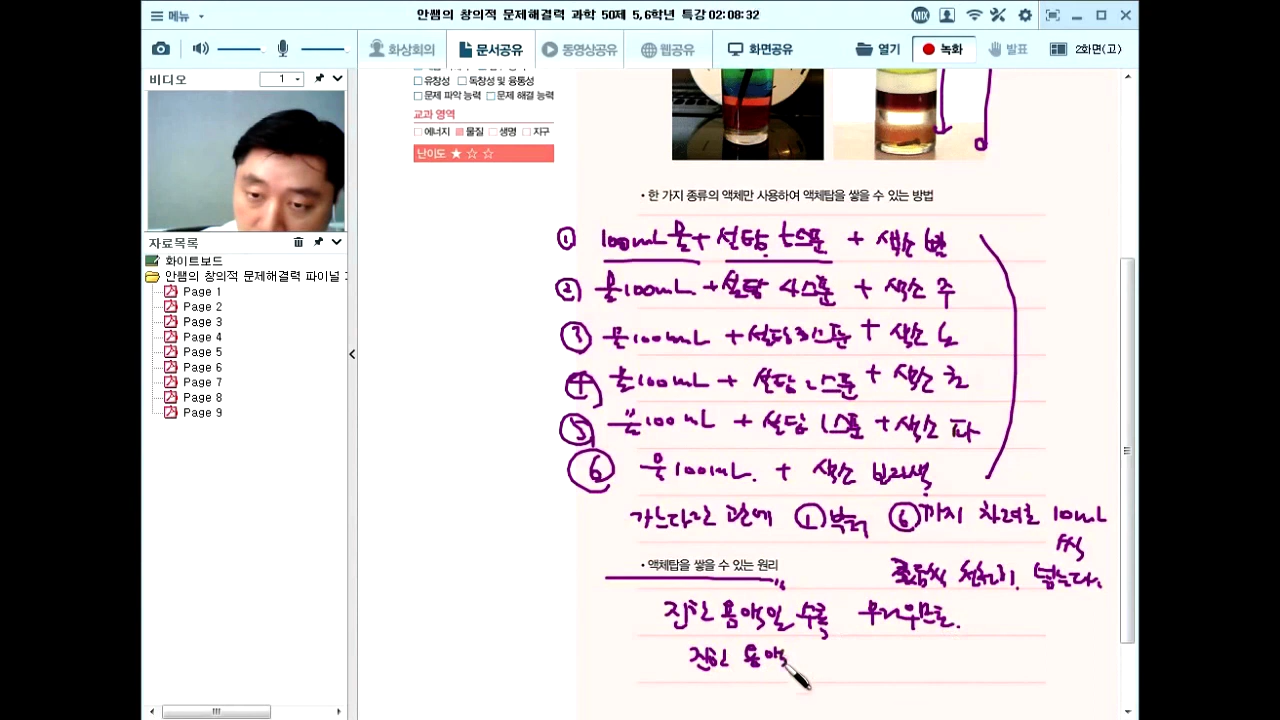 메뉴
안쌤의 창의적 문제해결력 과학 50제 5,6학년 특강 02:08:32
MIX
화상회의
문서공유
동영상공유
웹공유
화면공유
열기
녹화
발표
2화면(고)
비디오
1
자료목록
화이트보드
안쌤의 창의적 문제해결력 파이널
Page 1
Page 2
Page 3
Page 4
Page 5
Page 6
Page 7
Page 8
Page 9
유창성 독창성 및 융통성
문제 파악 능력 문제 해결 능력
교과 영역
에너지 물질 생명 지구
난이도 ★ ☆ ☆
• 한 가지 종류의 액체만 사용하여 액체탑을 쌓을 수 있는 방법
① 100mL 물 + 설탕 5스푼 + 색소 빨
② 물 100mL + 설탕 4스푼 + 색소 주
③ 물 100mL + 설탕 3스푼 + 색소 노
④ 물 100mL + 설탕 2스푼 + 색소 초
⑤ 물 100mL + 설탕 1스푼 + 색소 파
⑥ 물 100mL + 색소 보라색
가느다란 관에 ①부터 ⑥까지 차례로 10mL
씩
• 액체탑을 쌓을 수 있는 원리
천천히 넣는다.
진한 용액일 수록 무거우므로.
진한 용액